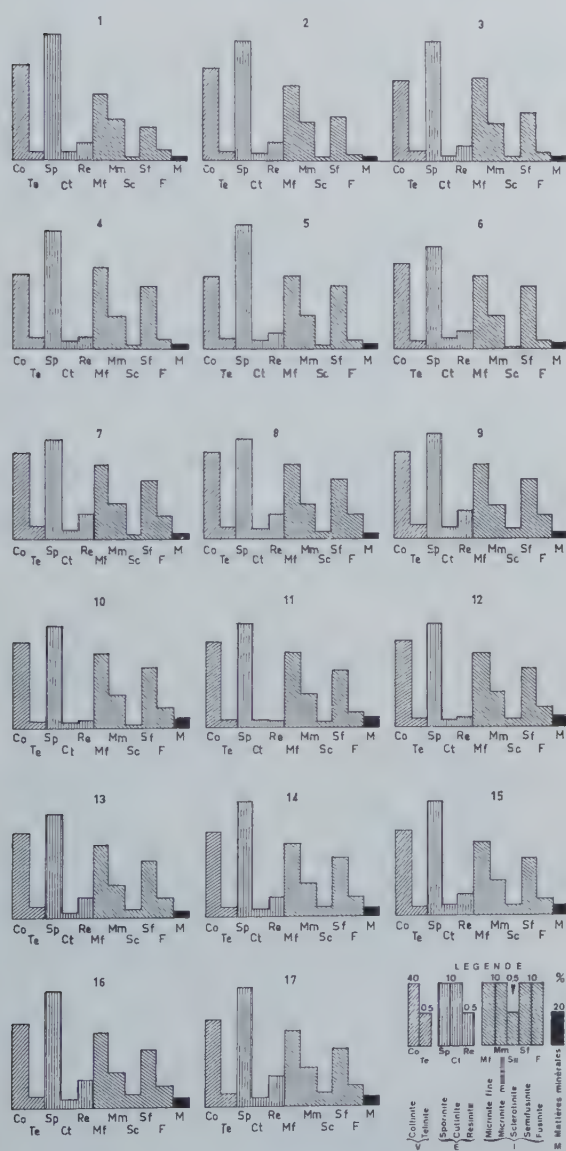 1 2 3
Co Sp Re Mm Sf M Co Sp Re Mm Sf M Co Sp Re Mm Sf M
Te Ct Mf Sc F Te Ct Mf Sc F Te Ct Mf Sc F
4 5 6
Co Sp Re Mm Sf M Co Sp Re Mm Sf M Co Sp Re Mm Sf M
Te Ct Mf Sc F Te Ct Mf Sc F Te Ct Mf Sc F
7 8 9
Co Sp Re Mm Sf M Co Sp Re Mm Sf M Co Sp Re Mm Sf M
Te Ct Mf Sc F Te Ct Mf Sc F Te Ct Mf Sc F
10 11 12
Co Sp Re Mm Sf M Co Sp Re Mm Sf M Co Sp Re Mm Sf M
Te Ct Mf Sc F Te Ct Mf Sc F Te Ct Mf Sc F
13 14 15
Co Sp Re Mm Sf M Co Sp Re Mm Sf M Co Sp Re Mm Sf M
Te Ct Mf Sc F Te Ct Mf Sc F Te Ct Mf Sc F
16 17
Co Sp Re Mm Sf M Co Sp Re Mm Sf M
Te Ct Mf Sc F Te Ct Mf Sc F
LEGENDE
40 10 10 0,5 10 %
0,5 0,5 20
Co Sp Re Mm Sf
Te Ct Mf Sc F
Collinite
Telinite
Sporinite
Cutinite
Resinite
Micrinite fine
Micrinite
Sclerotinite
Semifusinite
Fusinite
Matières minérales
V E I M